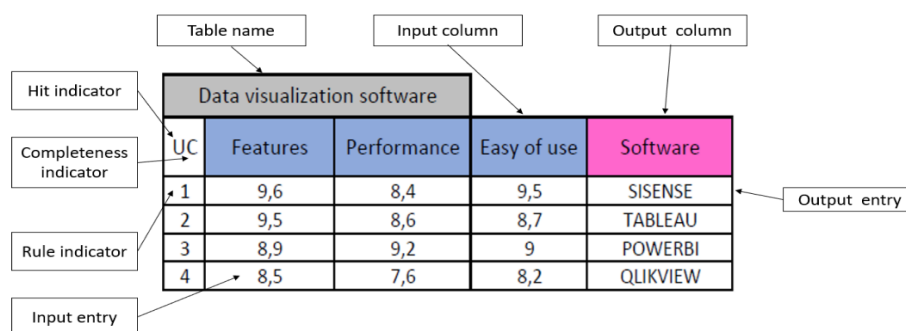 Table name
Input column
Output column
Hit indicator
Data visualization software
Completeness
indicator
UC Features Performance Easy of use Software
1 9,6 8,4 9,5 SISENSE
Output entry
2 9,5 8,6 8,7 TABLEAU
Rule indicator
3 8,9 9,2 9 POWERBI
4 8,5 7,6 8,2 QLIKVIEW
Input entry